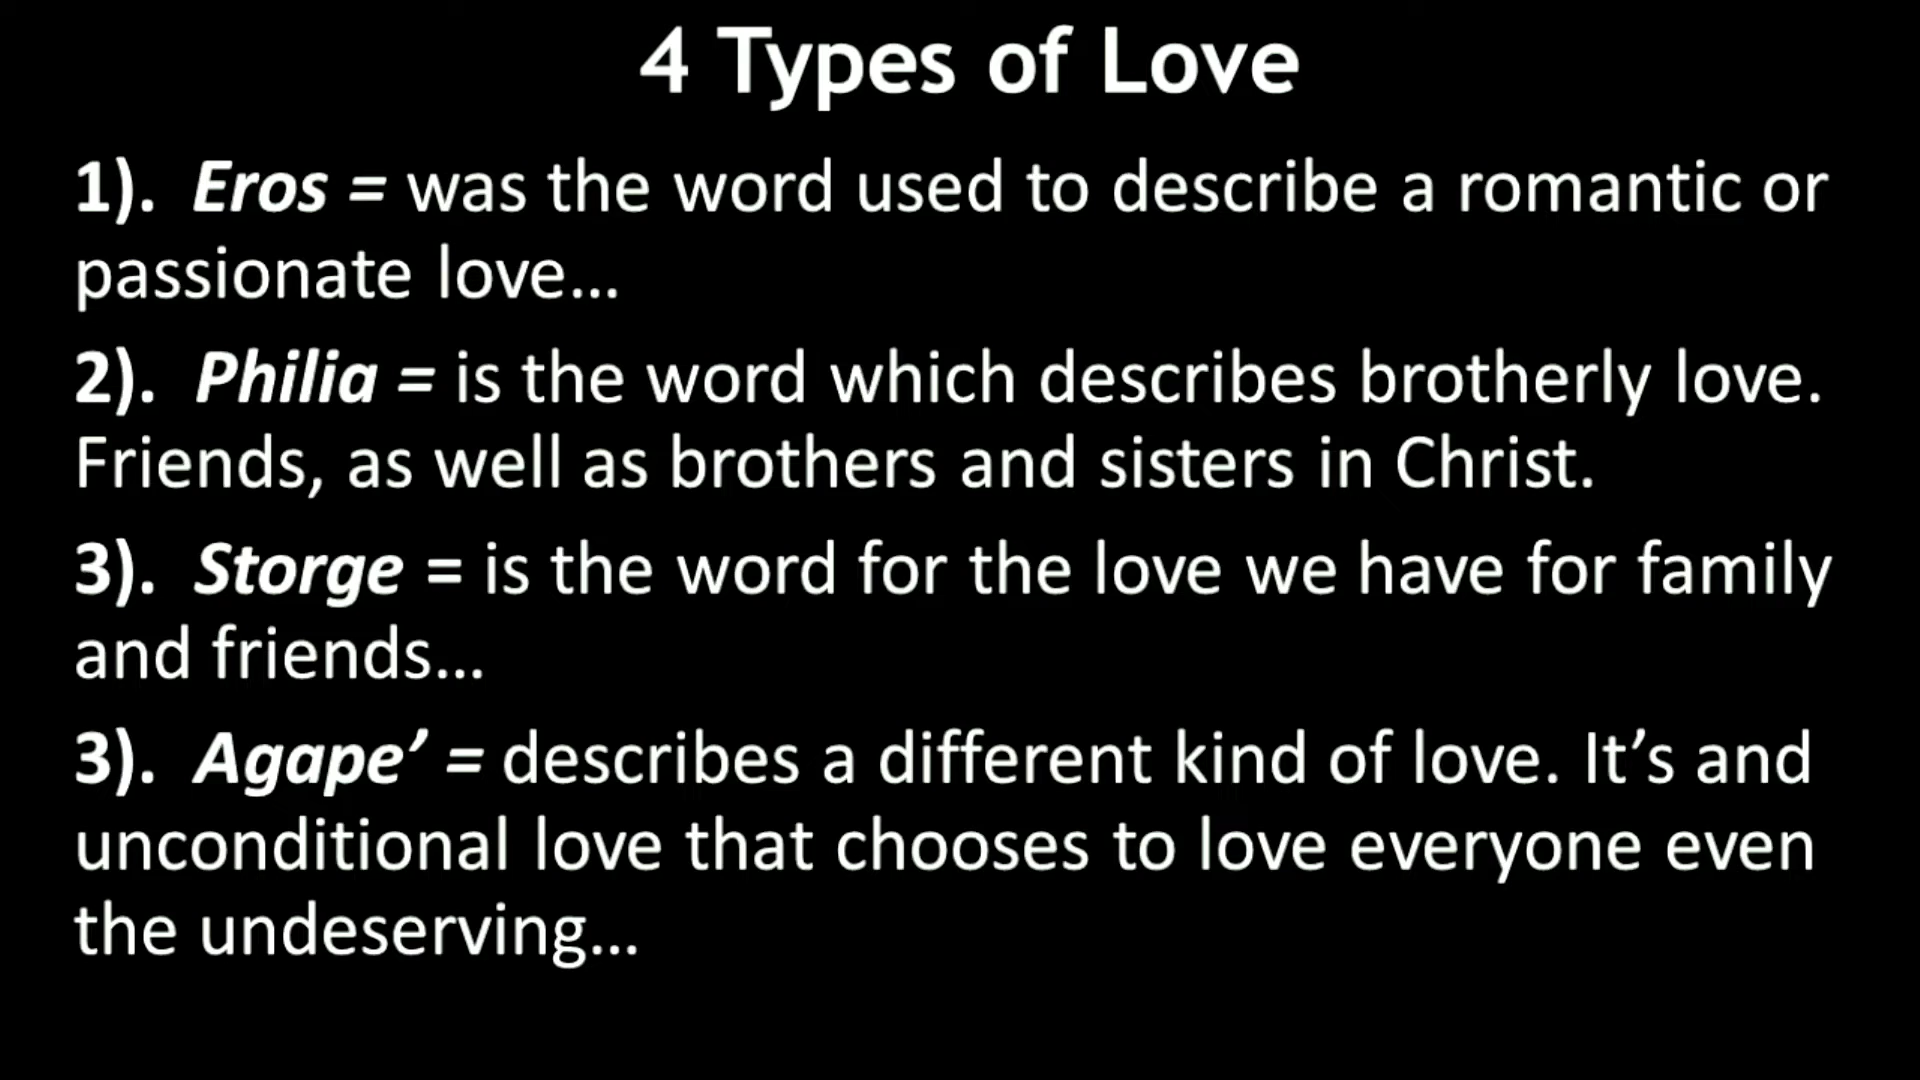 4 Types of Love
1).  Eros = was the word used to describe a romantic or
passionate love...
2).  Philia = is the word which describes brotherly love.
Friends, as well as brothers and sisters in Christ.
3).  Storge = is the word for the love we have for family
and friends...
3).  Agape’ = describes a different kind of love. It’s and
unconditional love that chooses to love everyone even
the undeserving...